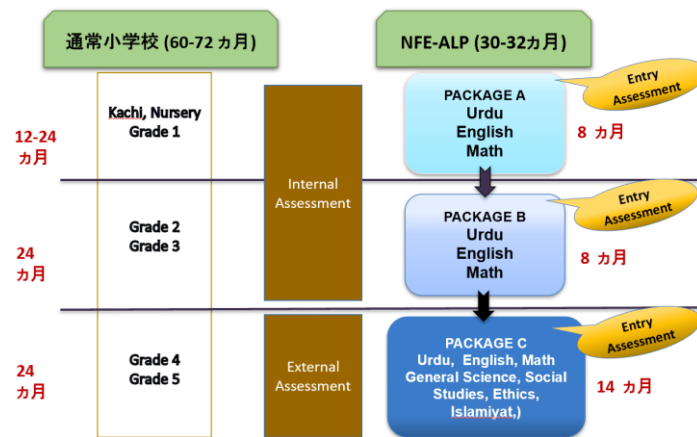 通常小学校 (60-72 ヵ月)
NFE-ALP (30-32カ月)
Kachi, Nursery
Grade 1
12-24
カ月
Internal
Assessment
PACKAGE A
Urdu
English
Math
Entry
Assessment
8 カ月
Grade 2
Grade 3
24
カ月
PACKAGE B
Urdu
English
Math
Entry
Assessment
8 カ月
Grade 4
Grade 5
24
カ月
External
Assessment
PACKAGE C
Urdu, English, Math
General Science, Social
Studies, Ethics,
Islamiyat,)
Entry
Assessment
14 カ月